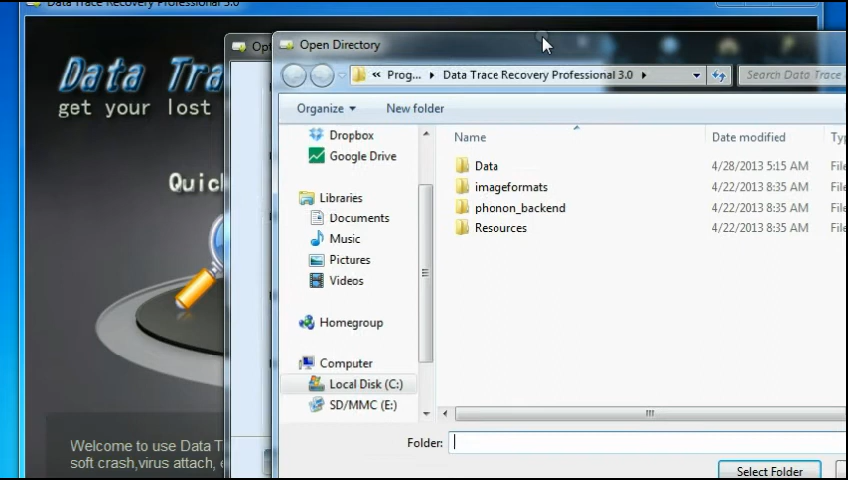 Data Trace Recovery Professional 3.0
Data Tra
get your lost
Quic
Opt
Open Directory
« Prog... Data Trace Recovery Professional 3.0
Search Data Trace
Organize
New folder
Dropbox
Google Drive
Libraries
Documents
Music
Pictures
Videos
Homegroup
Computer
Local Disk (C:)
SD/MMC (E:)
Name Date modified Ty
Data 4/28/2013 5:15 AM File
imageformats 4/22/2013 8:35 AM File
phonon_backend 4/22/2013 8:35 AM File
Resources 4/22/2013 8:35 AM File
Folder:
Select Folder
Welcome to use Data T
soft crash,virus attach,